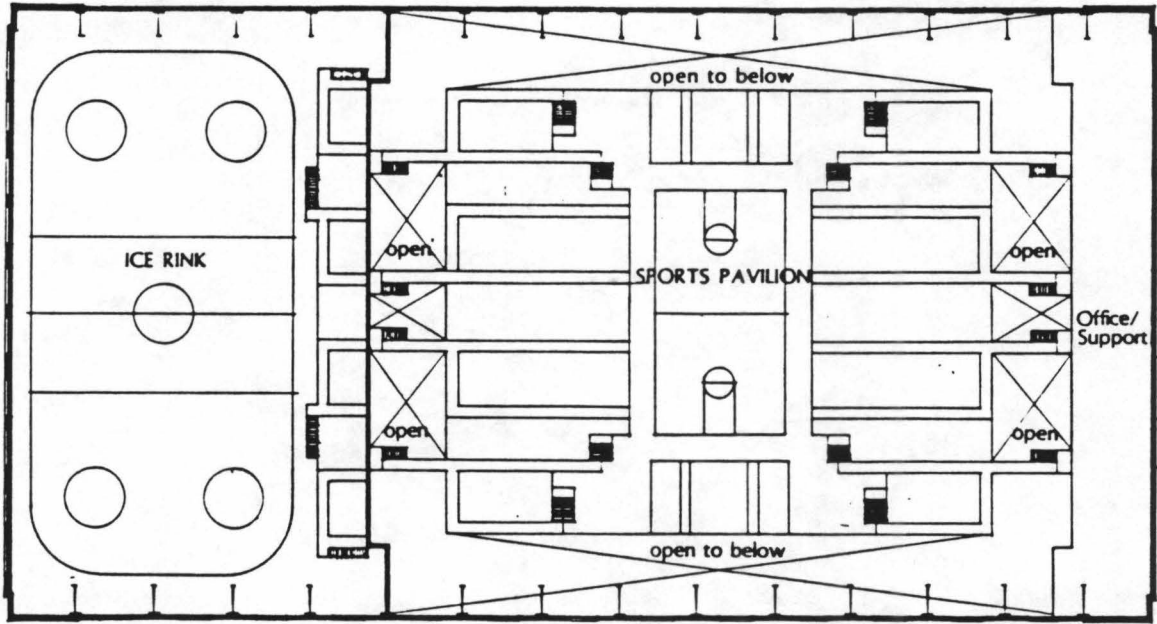 open to below
ICE RINK
open
SPORTS PAVILION
open
Office/
Support
open
open
open to below